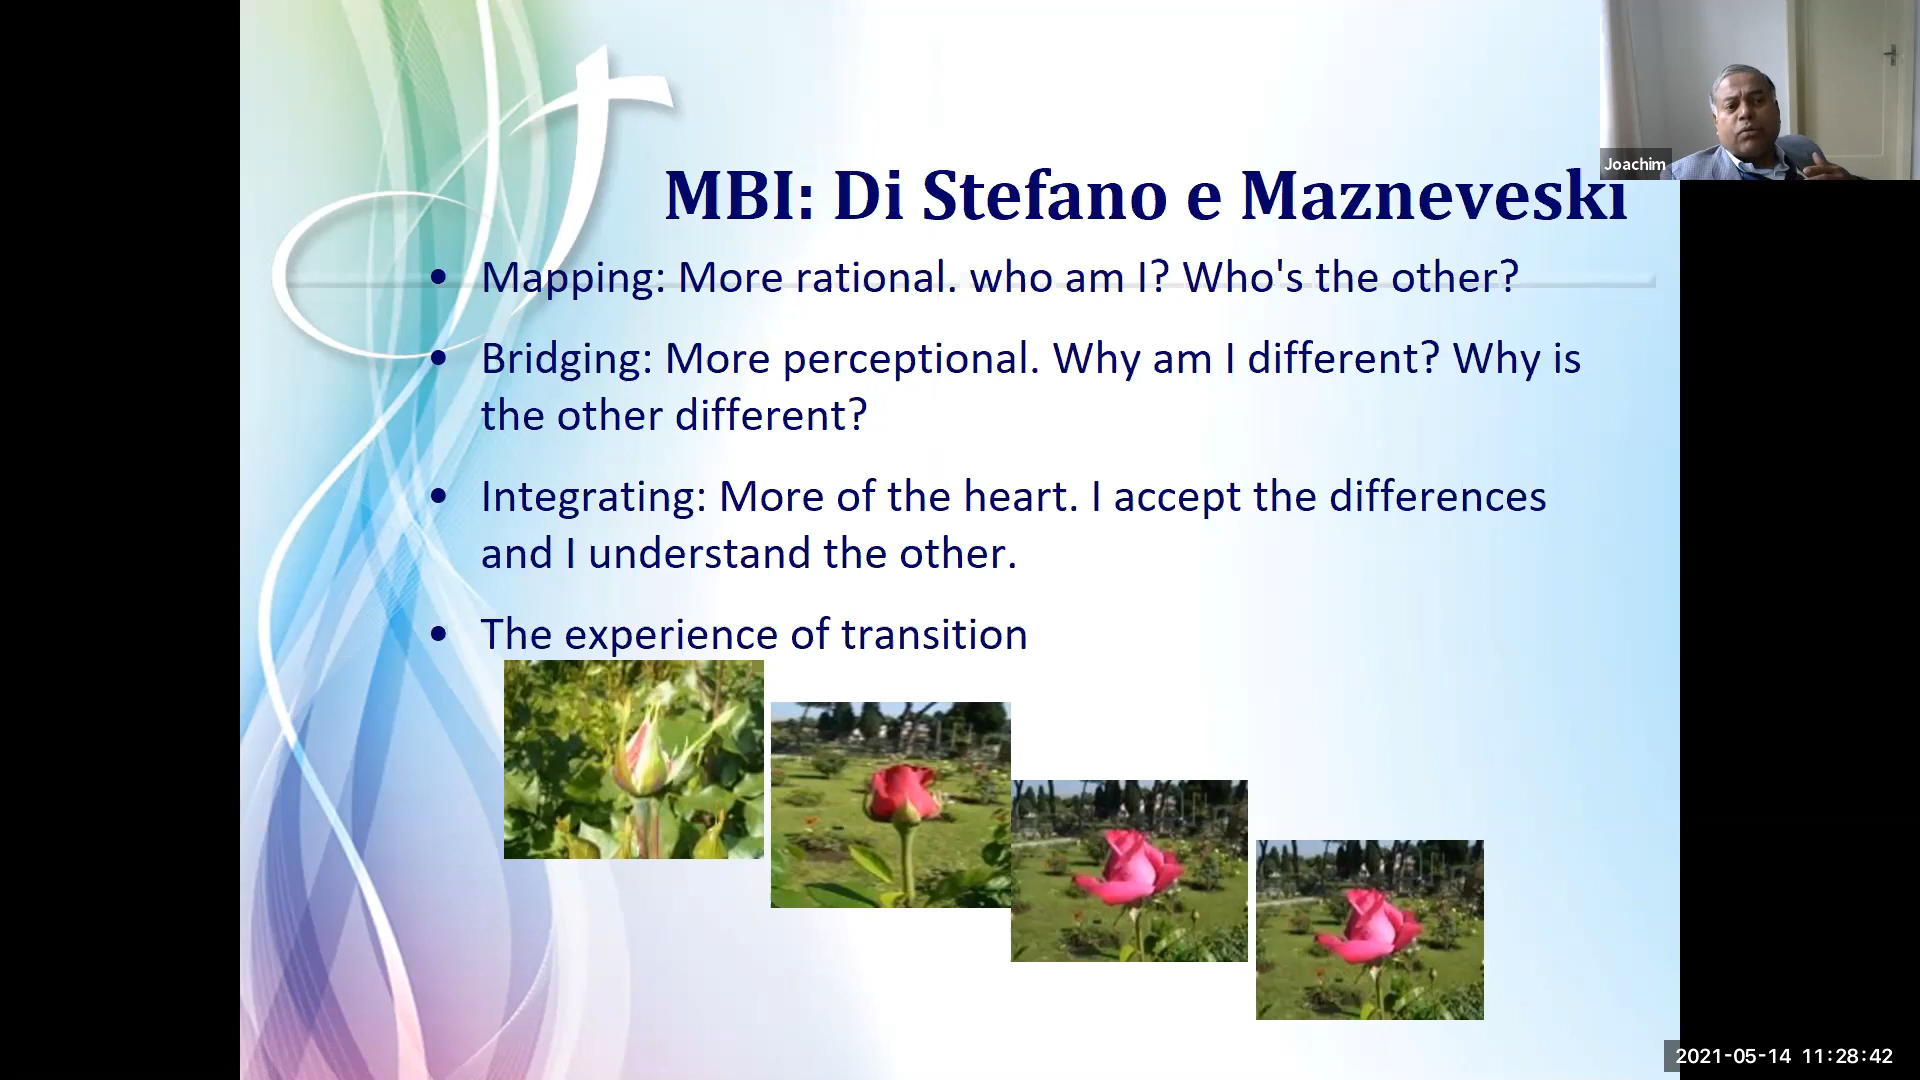 Joachim
MBI: Di Stefano e Mazneveski
• Mapping: More rational. who am I? Who's the other?
• Bridging: More perceptional. Why am I different? Why is
the other different?
• Integrating: More of the heart. I accept the differences
and I understand the other.
• The experience of transition
2021-05-14 11:28:42